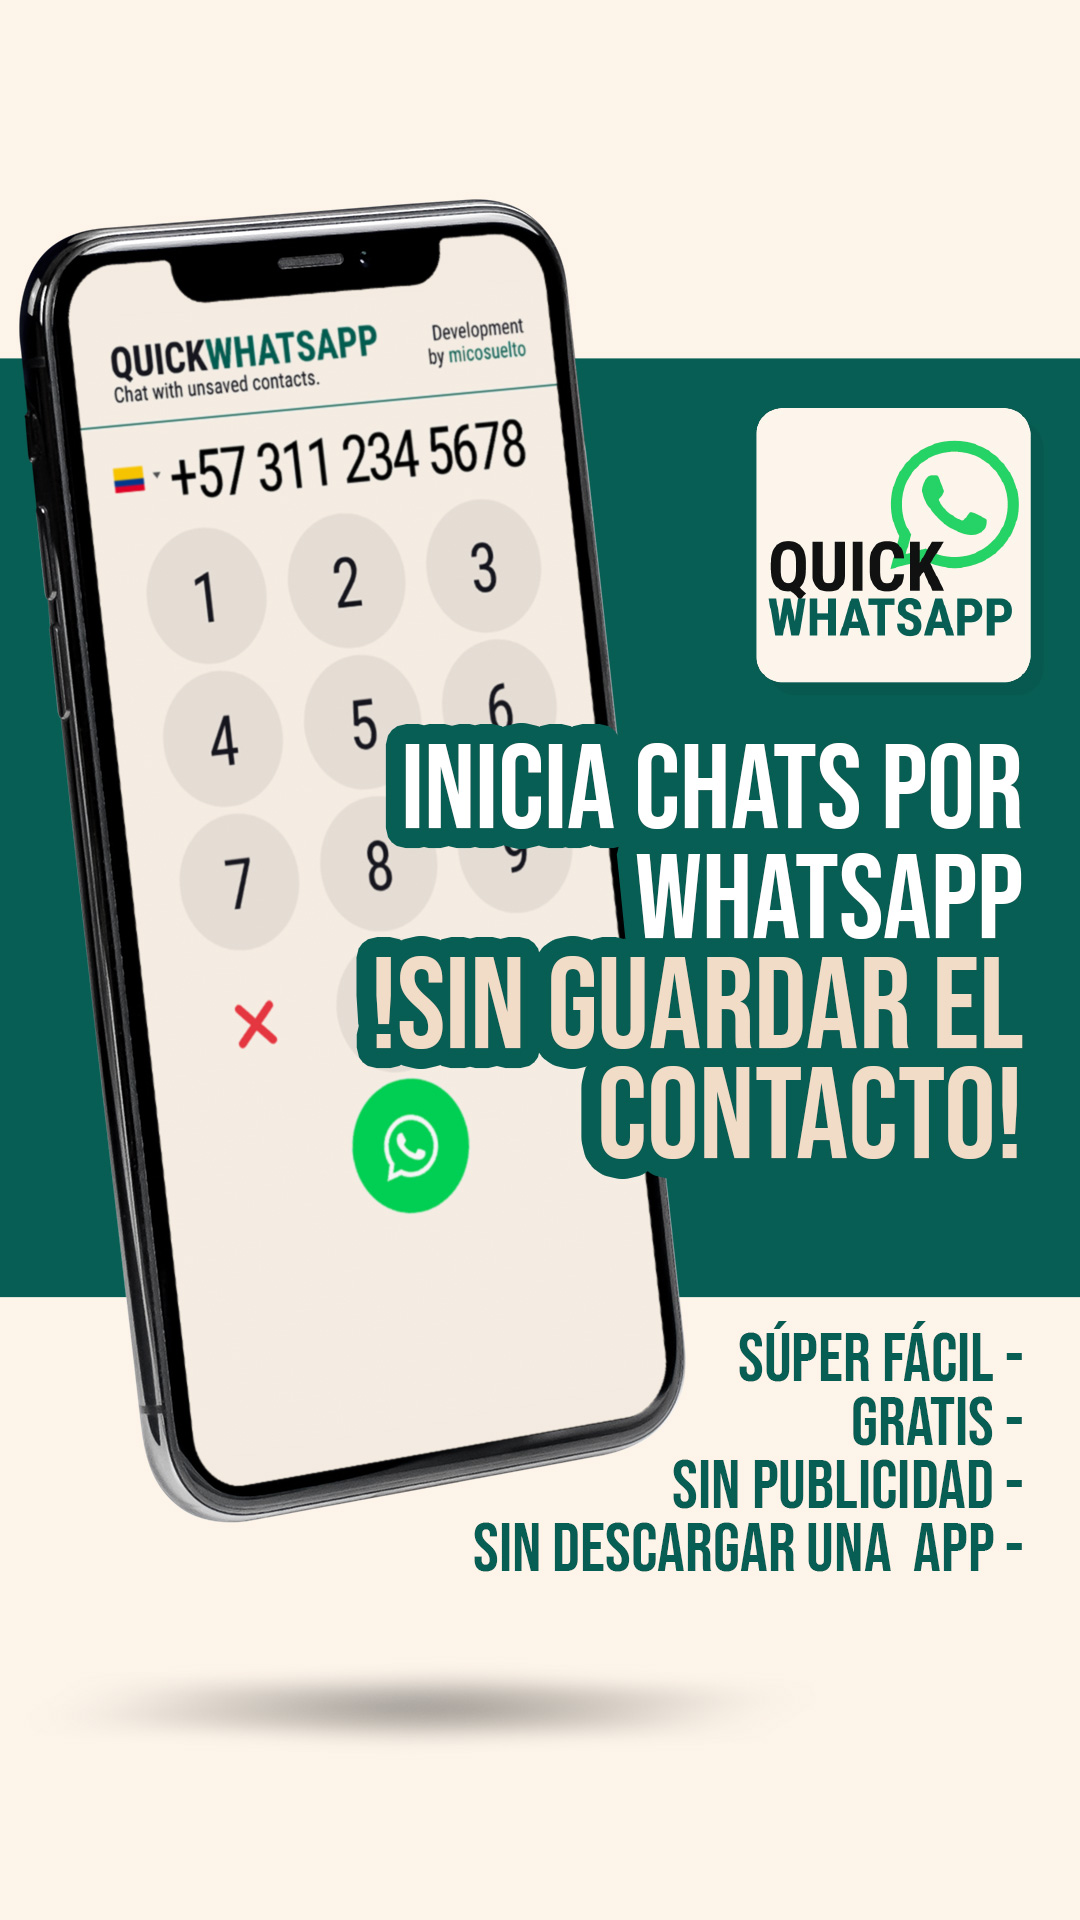 QUICKWHATSAPP
Chat with unsaved contacts.
Development
by micosuelto
+57 311 234 5678
1 2 3
4 5 6
7 8 9
QUICK
WHATSAPP
INICIA CHATS POR
WHATSAPP
!SIN GUARDAR EL
CONTACTO!
SÚPER FÁCIL -
GRATIS -
SIN PUBLICIDAD -
SIN DESCARGAR UNA  APP -